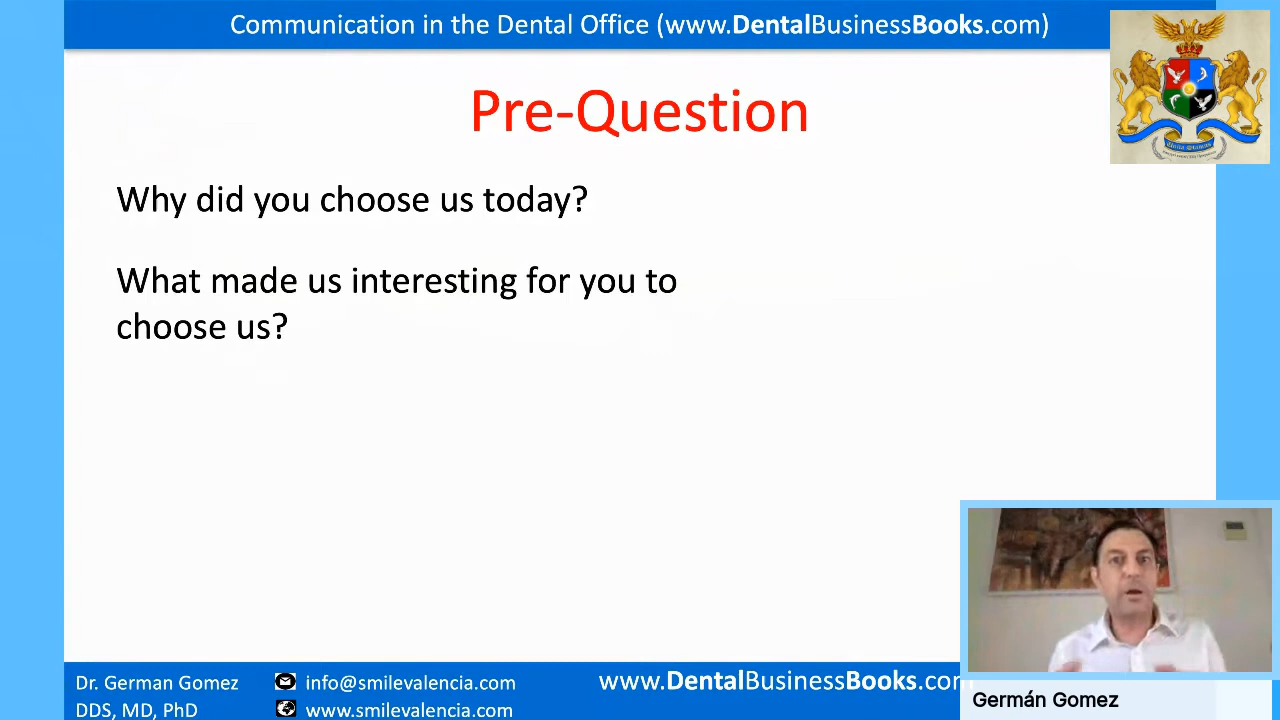 Communication in the Dental Office (www.DentalBusinessBooks.com)
Pre-Question
Why did you choose us today?
What made us interesting for you to
choose us?
Dr. German Gomez
DDS, MD, PhD
info@smilevalencia.com
www.smilevalencia.com
www.DentalBusinessBooks.com
Germán Gomez